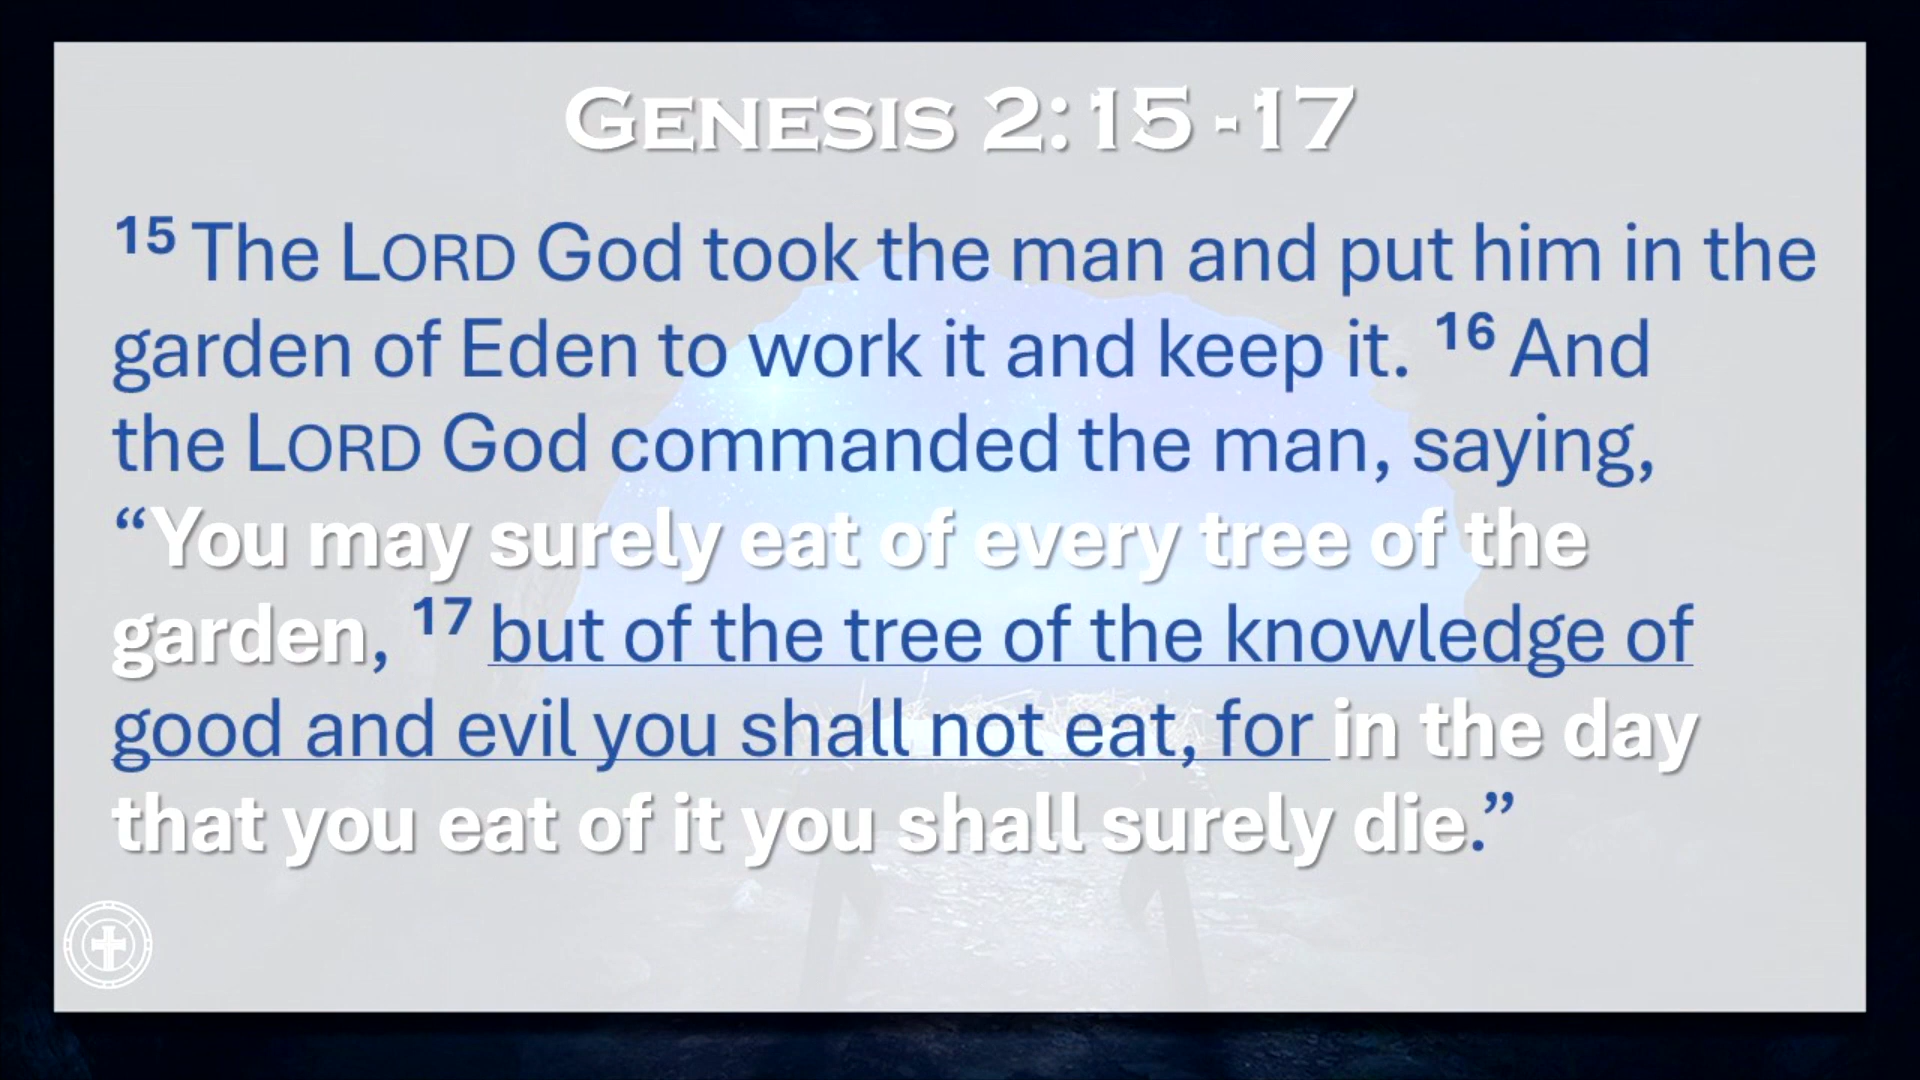 GENESIS 2:15 -17
15 The LORD God took the man and put him in the
garden of Eden to work it and keep it. 16 And
the LORD God commanded the man, saying,
“You may surely eat of every tree of the
garden, 17 but of the tree of the knowledge of
good and evil you shall not eat, for in the day
that you eat of it you shall surely die.”